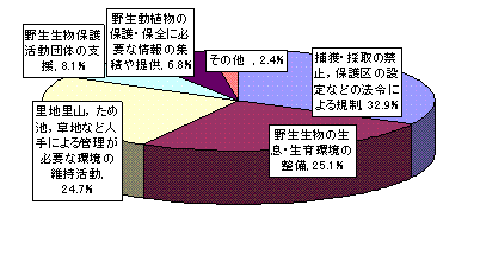 野生生物保護
活動団体の支
援, 8.1%
野生動植物の
保護・保全に必
要な情報の集
積や提供, 6.8%
その他 , 2.4%
捕獲・採取の禁
止，保護区の設
定などの法令に
よる規制, 32.9%
里地里山，ため
池，草地など人
手による管理が
必要な環境の
維持活動,
24.7%
野生生物の生
息・生育環境の
整備, 25.1%